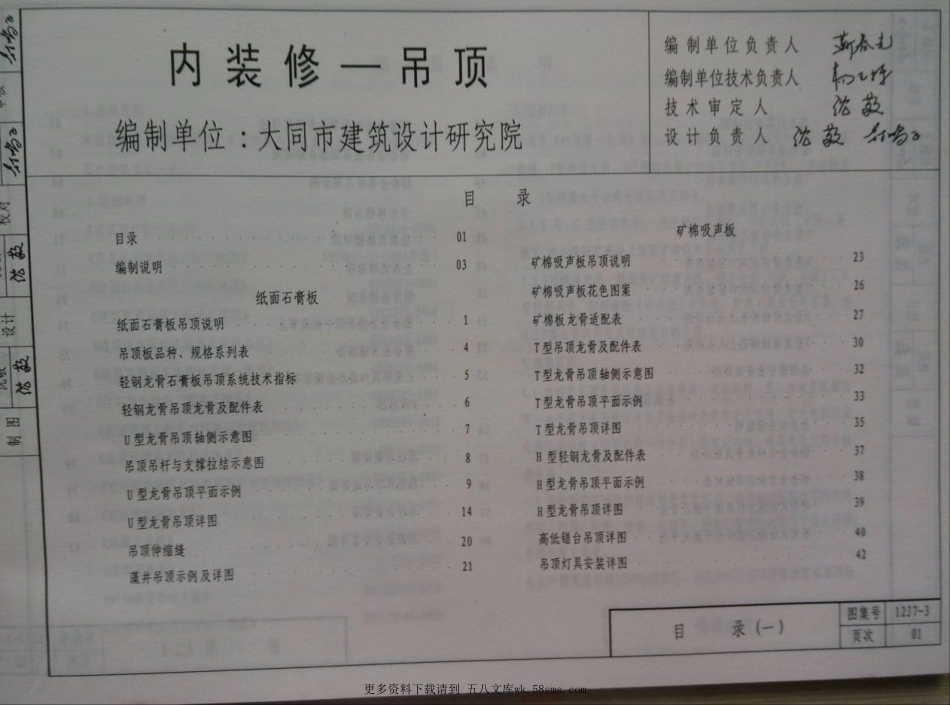 内装修—吊顶
编制单位：大同市建筑设计研究院
编制单位负责人
编制单位技术负责人
技术审定人
设计负责人
目 录
目录 01
编制说明 03
纸面石膏板
纸面石膏板吊顶说明 1
吊顶板品种、规格系列表 4
轻钢龙骨石膏板吊顶系统技术指标 5
轻钢龙骨吊顶龙骨及配件表 6
U型龙骨吊顶轴侧示意图 7
吊顶吊杆与支撑拉结示意图 8
U型龙骨吊顶平面示例 9
U型龙骨吊顶详图 14
吊顶伸缩缝 20
藻井吊顶示例及详图 21
矿棉吸声板
矿棉吸声板吊顶说明 23
矿棉吸声板花色图案 26
矿棉板龙骨适配表 27
T型吊顶龙骨及配件表 30
T型龙骨吊顶轴侧示意图 32
T型龙骨吊顶平面示例 33
T型龙骨吊顶详图 35
H型轻钢龙骨及配件表 37
H型龙骨吊顶平面示例 38
H型龙骨吊顶详图 39
高低错台吊顶详图 40
吊顶灯具安装详图 42
校对
设计
制图
目 录(一)
图集号 12J7-3
页次 01
更多资料下载请到 五八文库wk.58sms.com